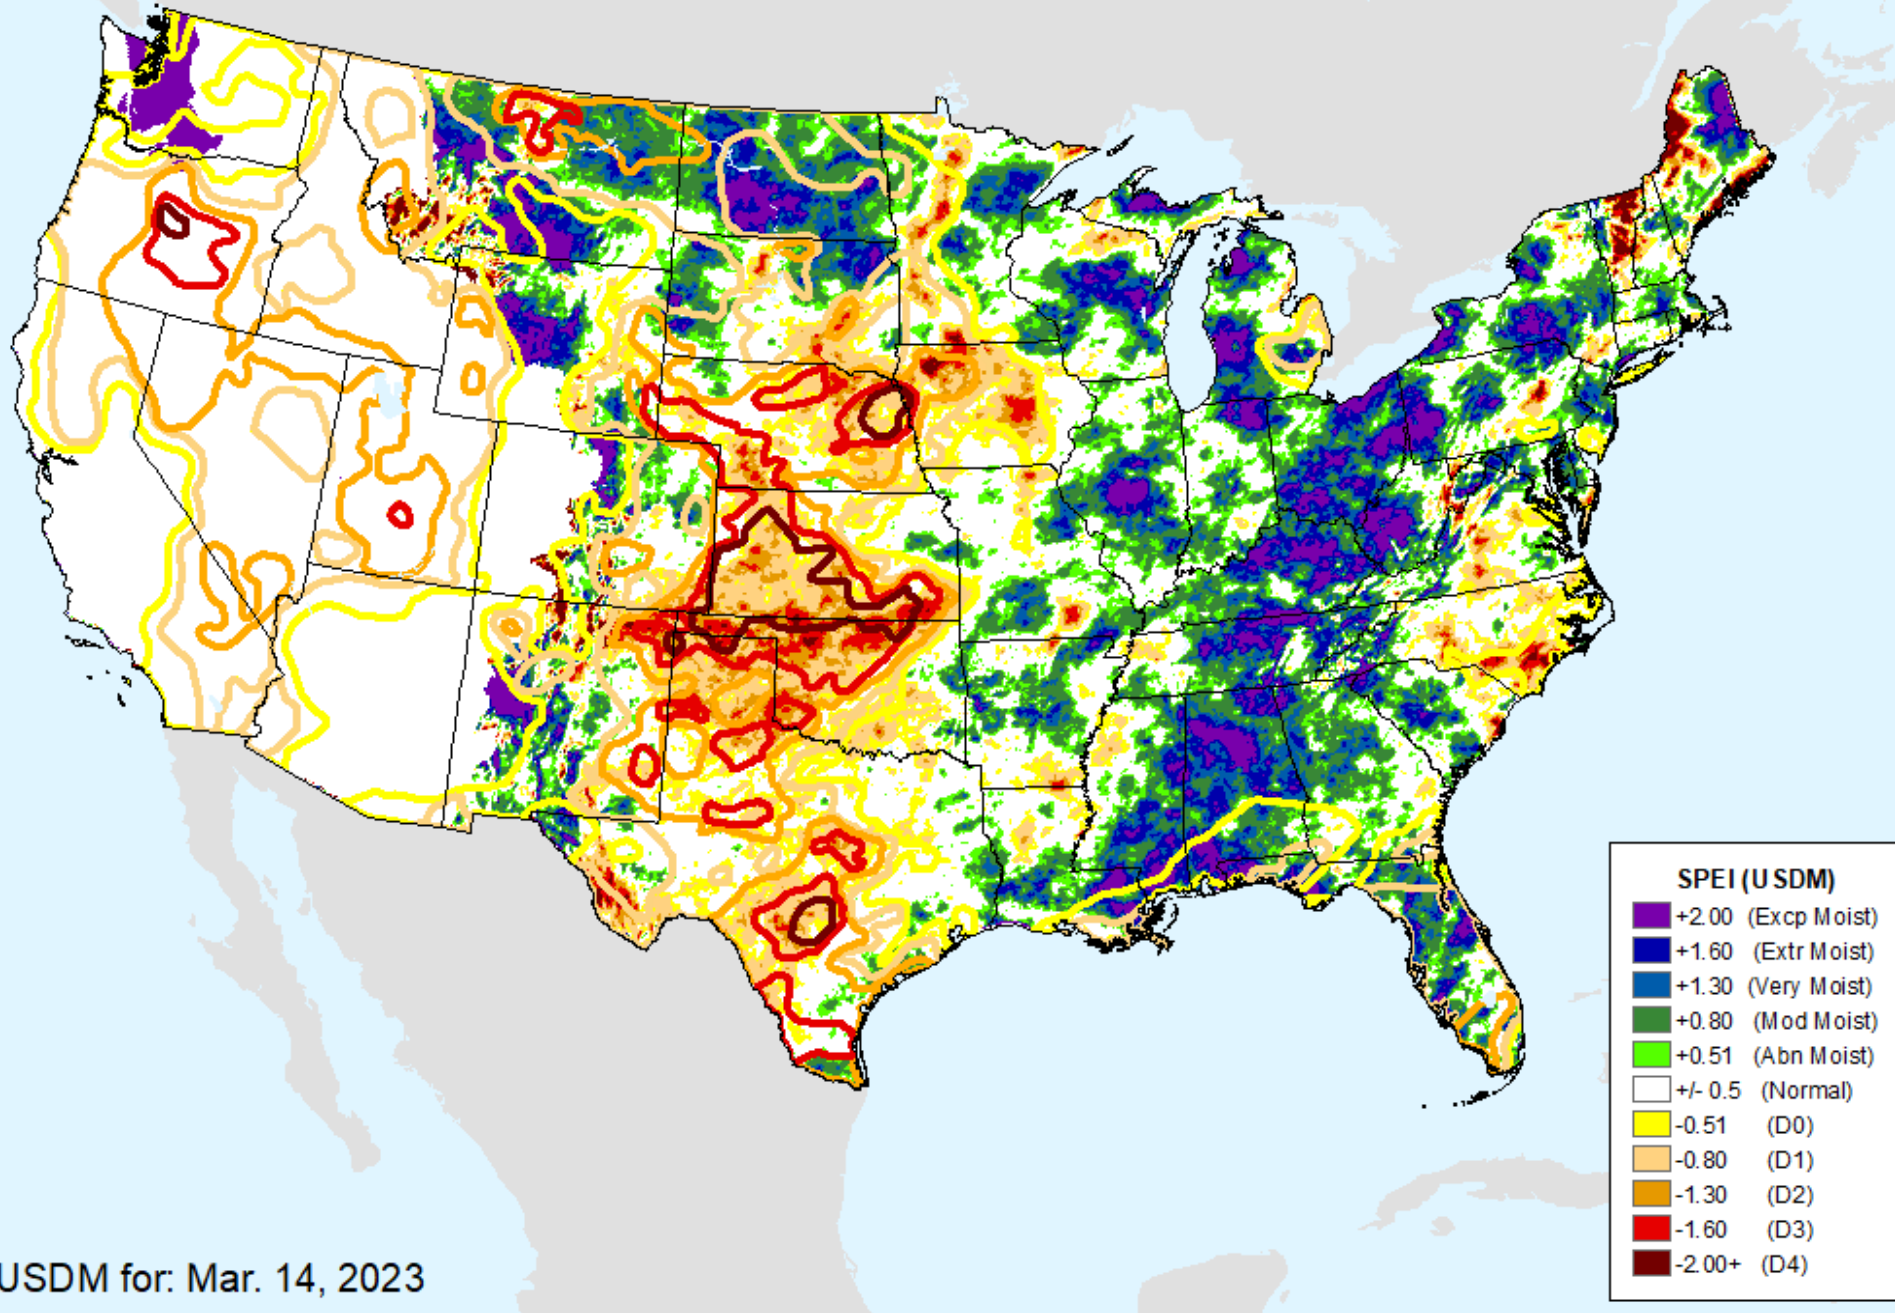 SPEI (USDM)
+2.00 (Excp Moist)
+1.60 (Extr Moist)
+1.30 (Very Moist)
+0.80 (Mod Moist)
+0.51 (Abn Moist)
+/- 0.5 (Normal)
-0.51 (D0)
-0.80 (D1)
-1.30 (D2)
-1.60 (D3)
-2.00+ (D4)
USDM for: Mar. 14, 2023